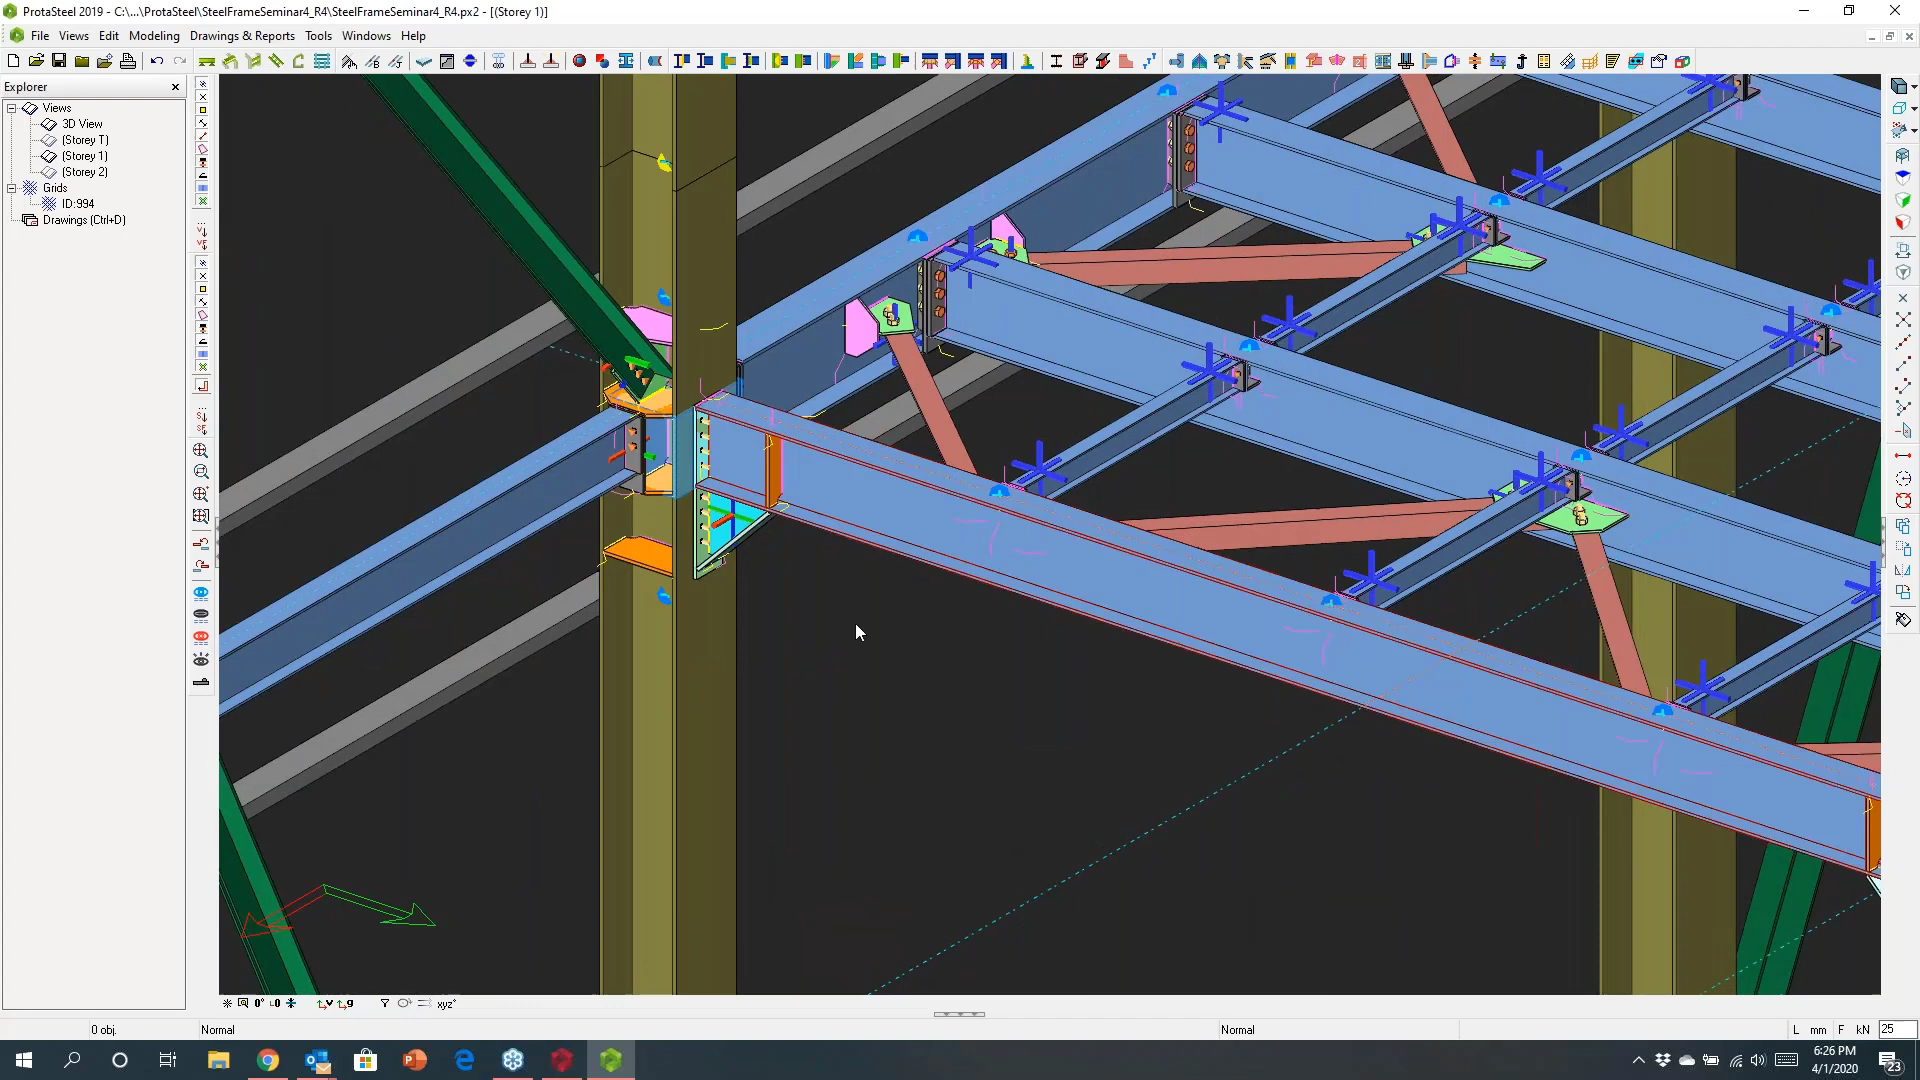 ProtaSteel 2019 - C:\...\ProtaSteel\SteelFrameSeminar4_R4\SteelFrameSeminar4_R4.px2 - [(Storey 1)]
File Views Edit Modeling Drawings & Reports Tools Windows Help
Explorer
Views
3D View
(Storey T)
(Storey 1)
(Storey 2)
Grids
ID:994
Drawings (Ctrl+D)
xyz
0 obj. Normal Normal L mm F kN 25
6:26 PM
4/1/2020
23